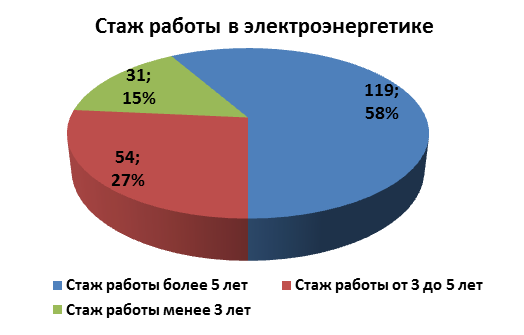 Стаж работы в электроэнергетике
31;
15%
119;
58%
54;
27%
Стаж работы более 5 лет
Стаж работы от 3 до 5 лет
Стаж работы менее 3 лет